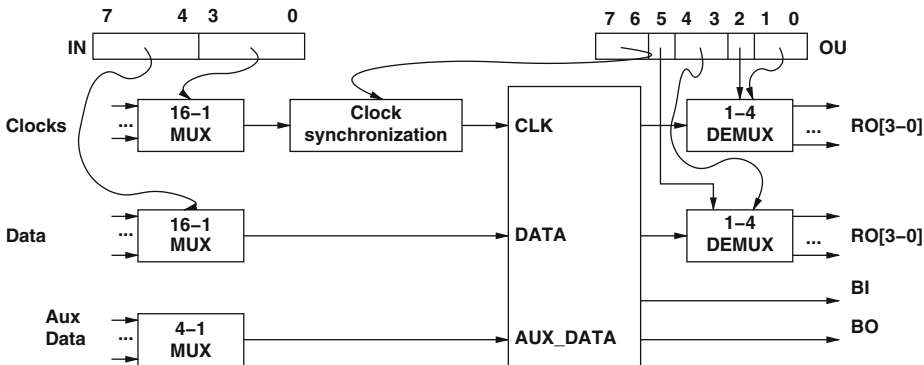 7 4 3 0
7 6 5 4 3 2 1 0
IN
OU
Clocks
...
16−1
MUX
Clock
synchronization
CLK
1−4
DEMUX
...
RO[3−0]
Data
...
16−1
MUX
DATA
1−4
DEMUX
...
RO[3−0]
BI
Aux
Data
...
4−1
MUX
AUX_DATA
BO